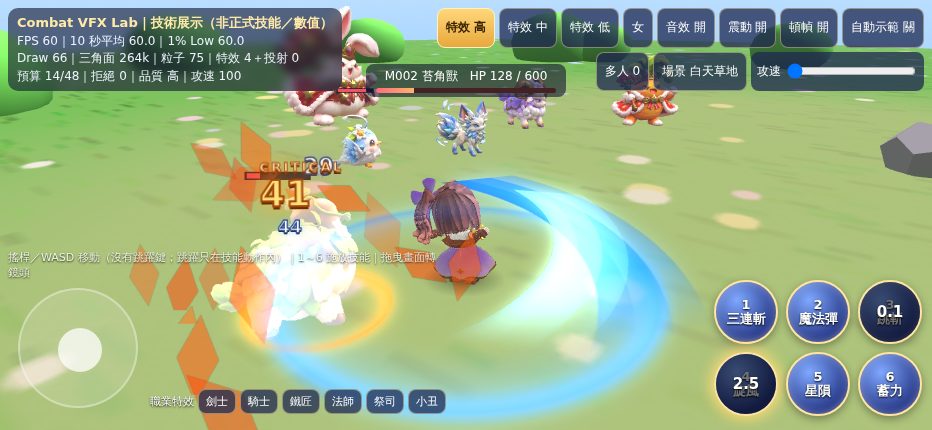 Combat VFX Lab｜技術展示（非正式技能／數值）
FPS 60｜10 秒平均 60.0｜1% Low 60.0
Draw 66｜三角面 264k｜粒子 75｜特效 4＋投射 0
預算 14/48｜拒絕 0｜品質 高｜攻速 100
特效 高
特效 中
特效 低
女
音效 開
震動 開
頓幀 開
自動示範 關
多人 0
場景 白天草地
攻速
M002 苔角獸 HP 128 / 600
CRITICAL
41
44
搖桿／WASD 移動（沒有跳躍鍵；跳躍只在技能動作內）｜1～6 技能｜拖曳畫面轉
鏡頭
1
三連斬
2
魔法彈
0.1
2.5
旋風
5
星隕
6
蓄力
職業特效
劍士
騎士
鐵匠
法師
祭司
小丑